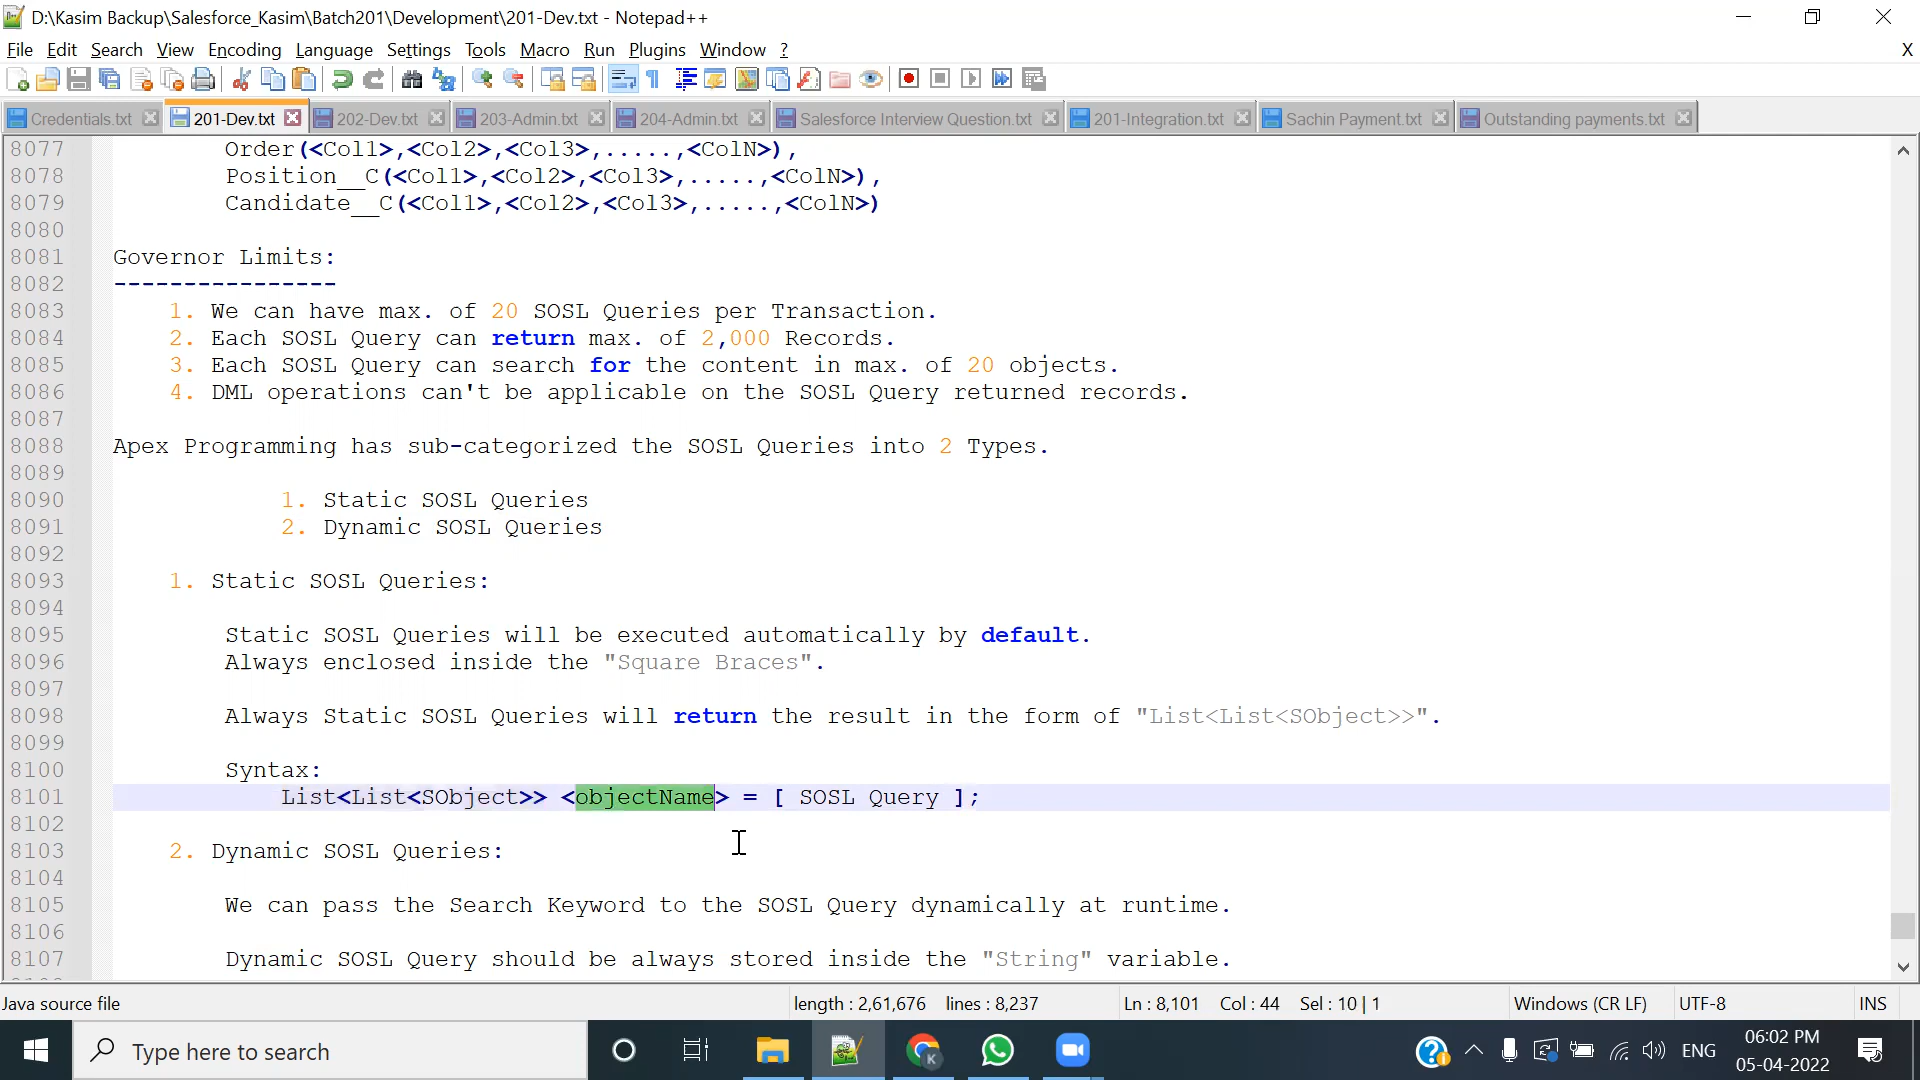 D:\Kasim Backup\Salesforce_Kasim\Batch201\Development\201-Dev.txt - Notepad++
File Edit Search View Encoding Language Settings Tools Macro Run Plugins Window ? X
Credentials.txt 201-Dev.txt 202-Dev.txt 203-Admin.txt 204-Admin.txt Salesforce Interview Question.txt 201-Integration.txt Sachin Payment.txt Outstanding payments.txt
8077 Order(<Col1>,<Col2>,<Col3>,.....,<ColN>),
8078 Position__C(<Col1>,<Col2>,<Col3>,.....,<ColN>),
8079 Candidate__C(<Col1>,<Col2>,<Col3>,.....,<ColN>)
8080
8081 Governor Limits:
8082 ----------------
8083 1. We can have max. of 20 SOSL Queries per Transaction.
8084 2. Each SOSL Query can return max. of 2,000 Records.
8085 3. Each SOSL Query can search for the content in max. of 20 objects.
8086 4. DML operations can't be applicable on the SOSL Query returned records.
8087
8088 Apex Programming has sub-categorized the SOSL Queries into 2 Types.
8089
8090 1. Static SOSL Queries
8091 2. Dynamic SOSL Queries
8092
8093 1. Static SOSL Queries:
8094
8095 Static SOSL Queries will be executed automatically by default.
8096 Always enclosed inside the "Square Braces".
8097
8098 Always Static SOSL Queries will return the result in the form of "List<List<SObject>>".
8099
8100 Syntax:
8101 List<List<SObject>> <objectName> = [ SOSL Query ];
8102
8103 2. Dynamic SOSL Queries:
8104
8105 We can pass the Search Keyword to the SOSL Query dynamically at runtime.
8106
8107 Dynamic SOSL Query should be always stored inside the "String" variable.
Java source file length : 2,61,676 lines : 8,237 Ln : 8,101 Col : 44 Sel : 10 | 1 Windows (CR LF) UTF-8 INS
Type here to search ENG 06:02 PM
05-04-2022